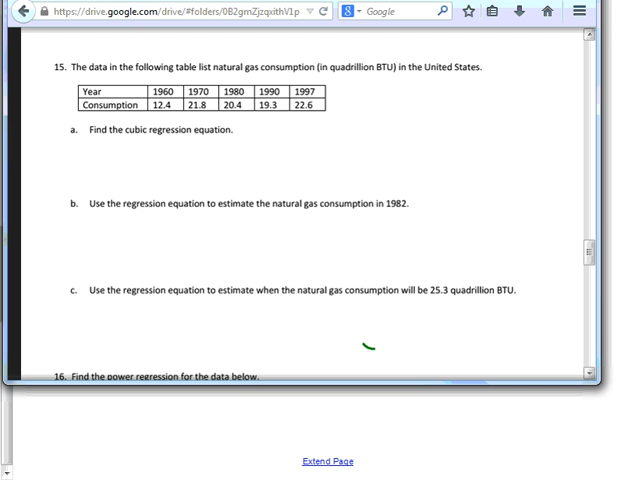 https://drive.google.com/drive/#folders/0B2gmZjzqxithV1p
8 - Google
15. The data in the following table list natural gas consumption (in quadrillion BTU) in the United States.
Year 1960 1970 1980 1990 1997
Consumption 12.4 21.8 20.4 19.3 22.6
a. Find the cubic regression equation.
b. Use the regression equation to estimate the natural gas consumption in 1982.
c. Use the regression equation to estimate when the natural gas consumption will be 25.3 quadrillion BTU.
16. Find the power regression for the data below.
Extend Page